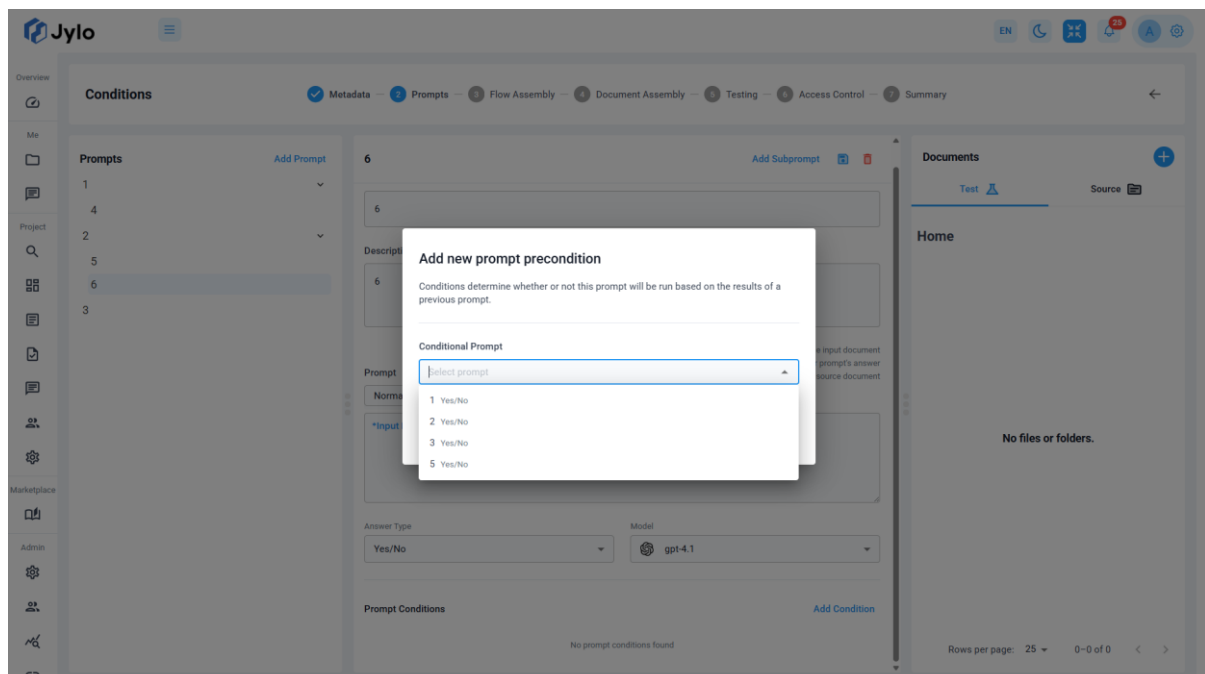 Jylo
EN
25
A
Overview
Me
Project
Marketplace
Admin
Conditions
Metadata
2 Prompts
3 Flow Assembly
4 Document Assembly
5 Testing
6 Access Control
7 Summary
Prompts
Add Prompt
1
4
2
5
6
3
6
Add Subprompt
6
Descripti
6
e input document
prompt's answer
source document
Prompt
Norma
*Input
Add new prompt precondition
Conditions determine whether or not this prompt will be run based on the results of a
previous prompt.
Conditional Prompt
Select prompt
1 Yes/No
2 Yes/No
3 Yes/No
5 Yes/No
Answer Type
Yes/No
Model
gpt-4.1
Prompt Conditions
Add Condition
No prompt conditions found
Documents
Test
Source
Home
No files or folders.
Rows per page: 25
0–0 of 0